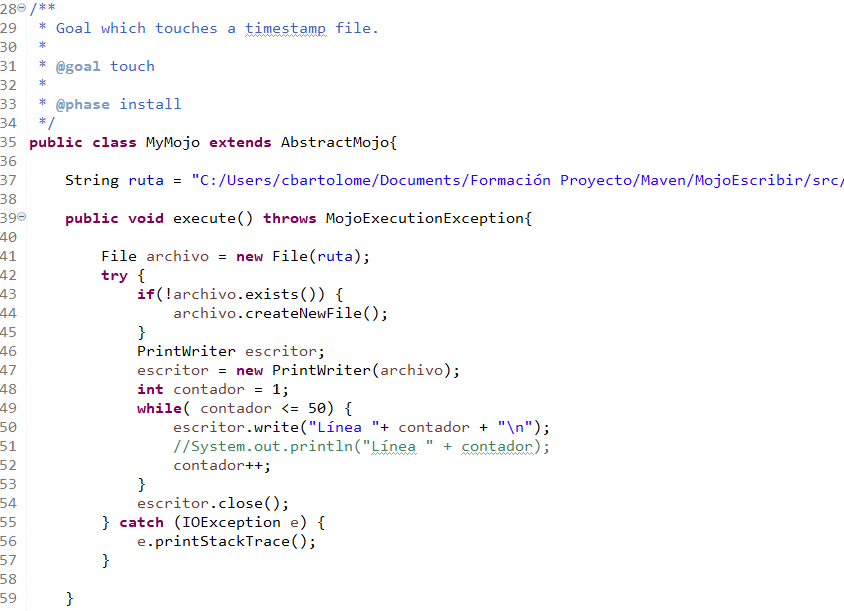 28 /**
29  * Goal which touches a timestamp file.
30  *
31  * @goal touch
32  *
33  * @phase install
34  */
35 public class MyMojo extends AbstractMojo{
36
37     String ruta = "C:/Users/cbartolome/Documents/Formación Proyecto/Maven/MojoEscribir/src/
38
39     public void execute() throws MojoExecutionException{
40
41         File archivo = new File(ruta);
42         try {
43             if(!archivo.exists()) {
44                 archivo.createNewFile();
45             }
46             PrintWriter escritor;
47             escritor = new PrintWriter(archivo);
48             int contador = 1;
49             while( contador <= 50) {
50                 escritor.write("Línea "+ contador + "\n");
51                 //System.out.println("Línea " + contador);
52                 contador++;
53             }
54             escritor.close();
55         } catch (IOException e) {
56             e.printStackTrace();
57         }
58
59     }